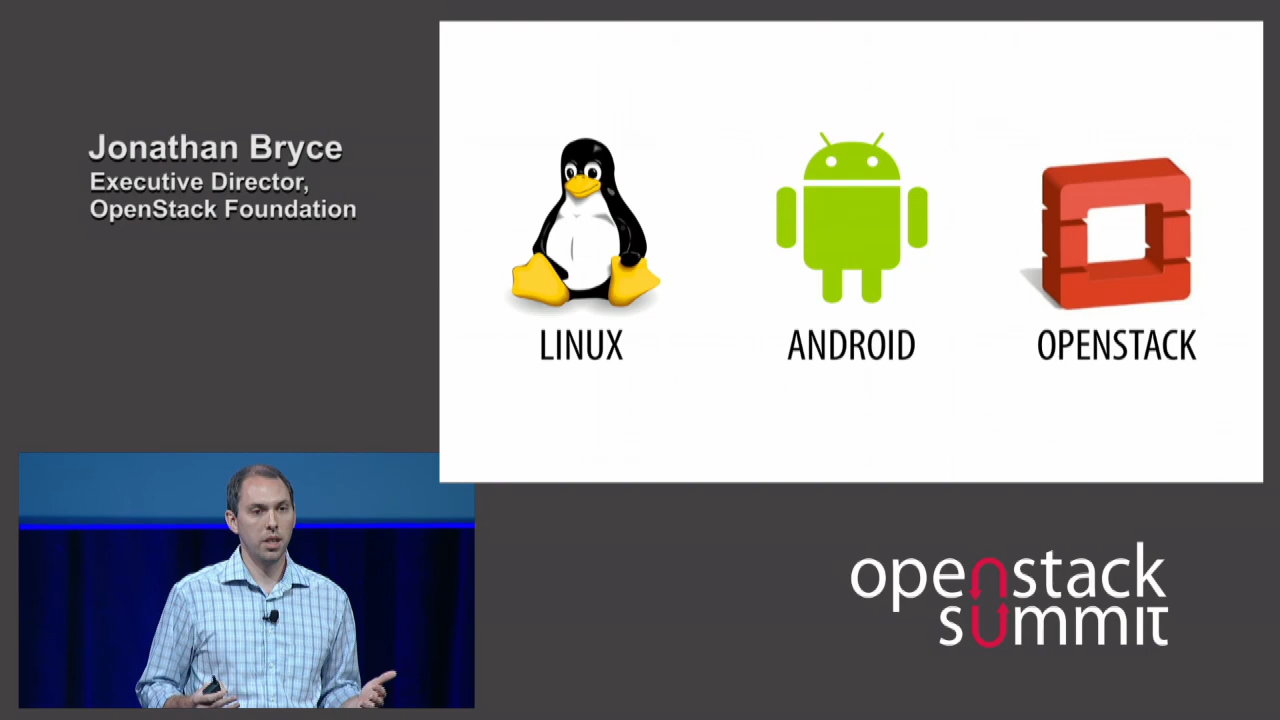 Jonathan Bryce
Executive Director,
OpenStack Foundation
LINUX
ANDROID
OPENSTACK
openstack
summit